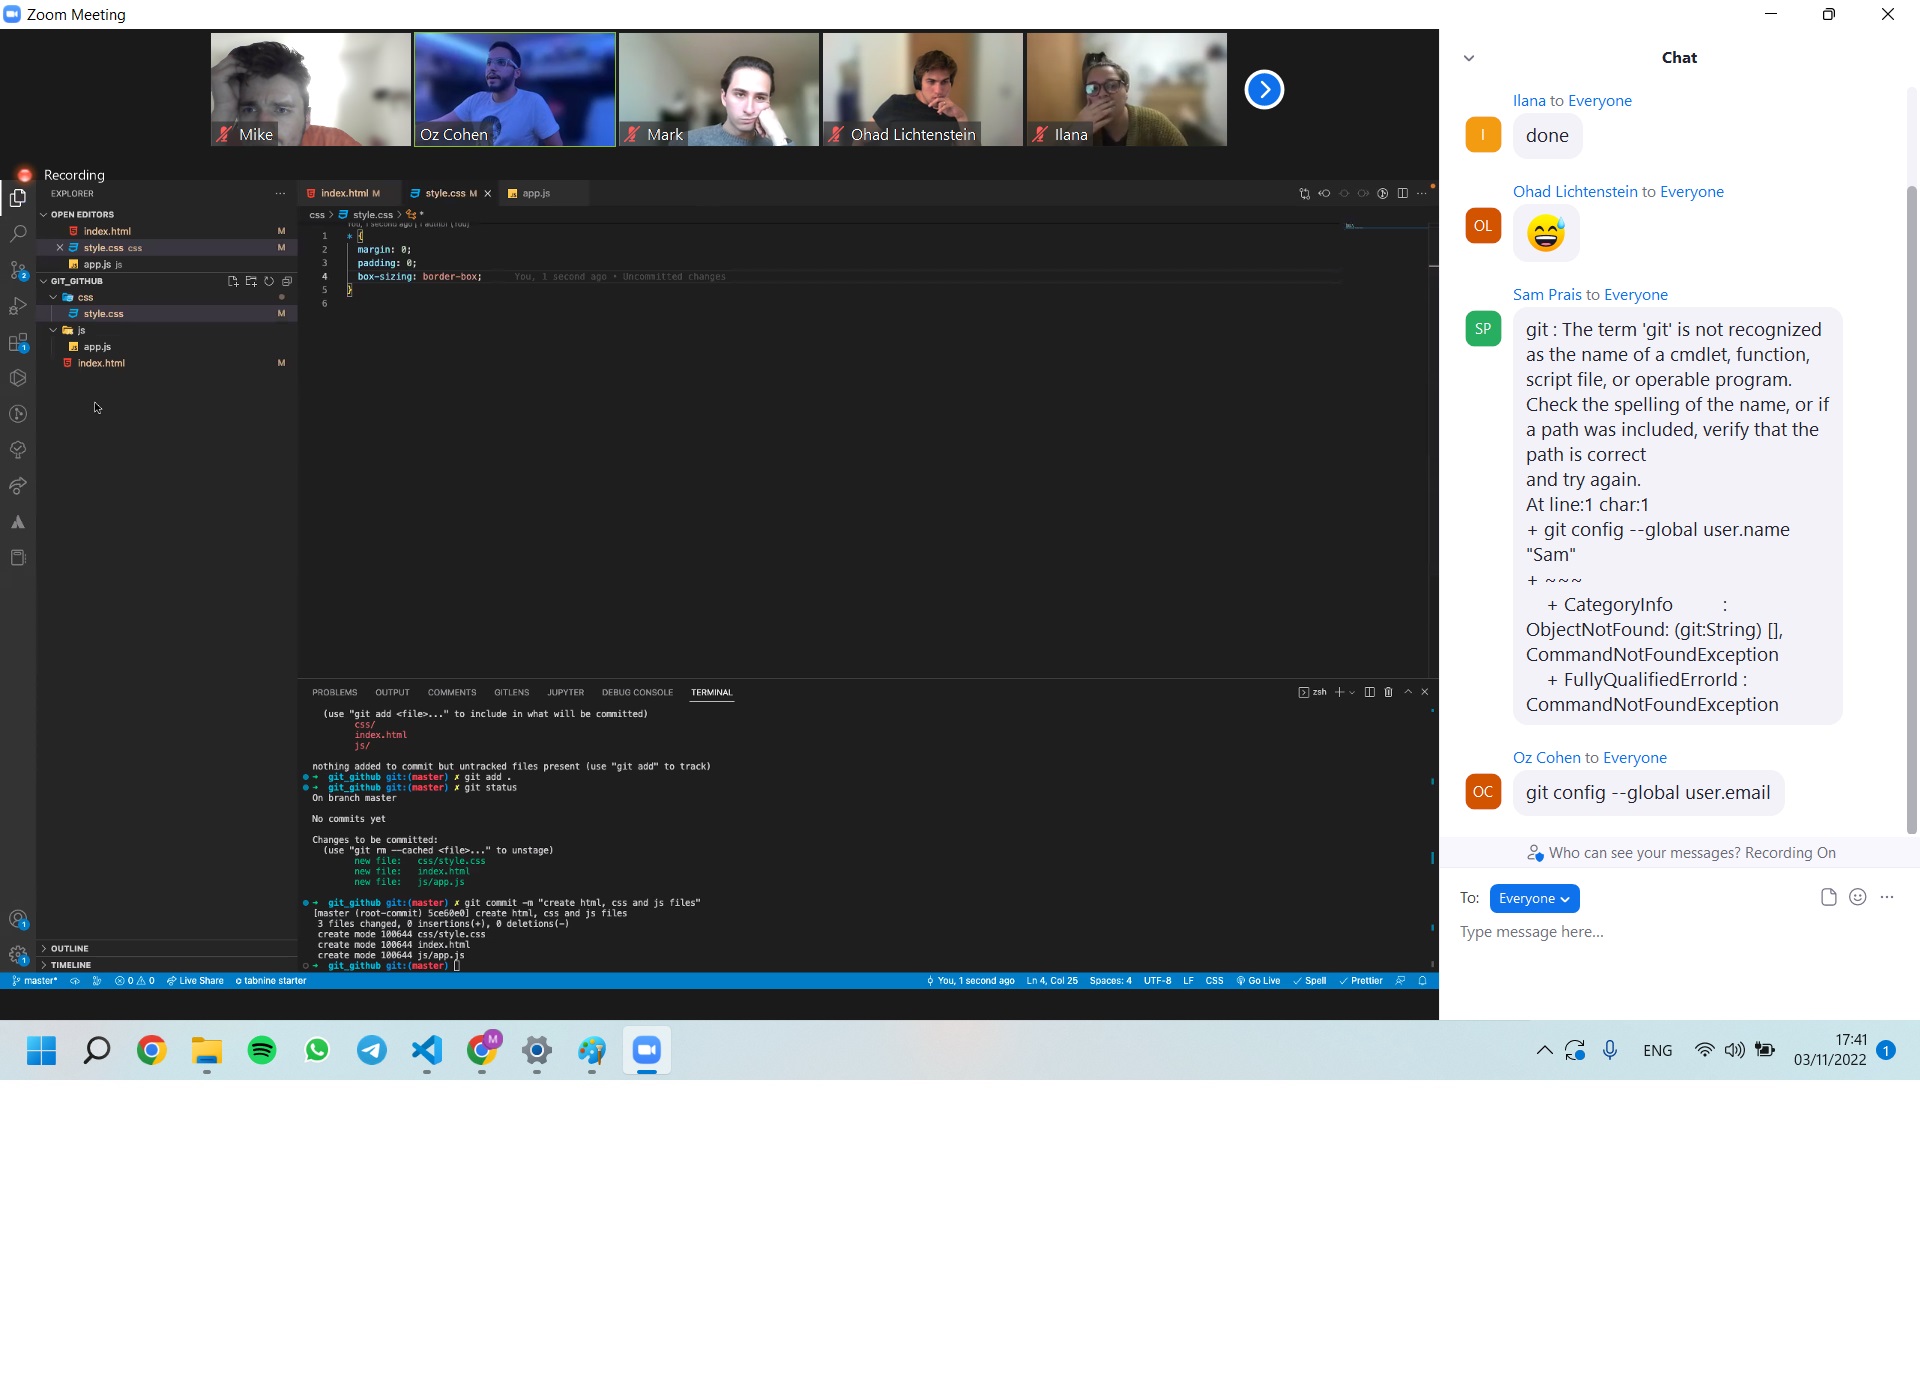 Zoom Meeting
Mike
Oz Cohen
Mark
Ohad Lichtenstein
Ilana
Recording
EXPLORER
OPEN EDITORS
index.html M
style.css css M
app.js js
GIT_GITHUB
css
style.css M
js
app.js
index.html M
OUTLINE
TIMELINE
index.html M
style.css M
app.js
css > style.css > *
You, 1 second ago | 1 author (You)
1 * {
2 margin: 0;
3 padding: 0;
4 box-sizing: border-box; You, 1 second ago • Uncommitted changes
5 }
6
PROBLEMS OUTPUT COMMENTS GITLENS JUPYTER DEBUG CONSOLE TERMINAL
zsh
(use "git add <file>..." to include in what will be committed)
css/
index.html
js/
nothing added to commit but untracked files present (use "git add" to track)
→ git_github git:(master) ✗ git add .
→ git_github git:(master) ✗ git status
On branch master
No commits yet
Changes to be committed:
(use "git rm --cached <file>..." to unstage)
new file: css/style.css
new file: index.html
new file: js/app.js
→ git_github git:(master) ✗ git commit -m "create html, css and js files"
[master (root-commit) 5ce60e0] create html, css and js files
3 files changed, 0 insertions(+), 0 deletions(-)
create mode 100644 css/style.css
create mode 100644 index.html
create mode 100644 js/app.js
→ git_github git:(master)
master* 0 0 Live Share tabnine starter
You, 1 second ago Ln 4, Col 25 Spaces: 4 UTF-8 LF CSS Go Live Spell Prettier
Chat
Ilana to Everyone
I
done
Ohad Lichtenstein to Everyone
OL
Sam Prais to Everyone
SP
git : The term 'git' is not recognized
as the name of a cmdlet, function,
script file, or operable program.
Check the spelling of the name, or if
a path was included, verify that the
path is correct
and try again.
At line:1 char:1
+ git config --global user.name
"Sam"
+ ~~~
+ CategoryInfo :
ObjectNotFound: (git:String) [],
CommandNotFoundException
+ FullyQualifiedErrorId :
CommandNotFoundException
Oz Cohen to Everyone
OC
git config --global user.email
Who can see your messages? Recording On
To: Everyone
Type message here...
M
ENG
17:41
03/11/2022
1